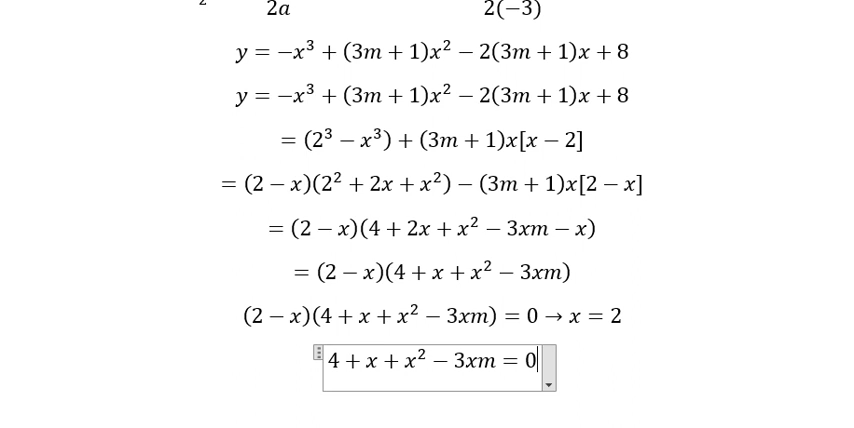 2 2a 2(−3)
y = −x³ + (3m + 1)x² − 2(3m + 1)x + 8
y = −x³ + (3m + 1)x² − 2(3m + 1)x + 8
= (2³ − x³) + (3m + 1)x[x − 2]
= (2 − x)(2² + 2x + x²) − (3m + 1)x[2 − x]
= (2 − x)(4 + 2x + x² − 3xm − x)
= (2 − x)(4 + x + x² − 3xm)
(2 − x)(4 + x + x² − 3xm) = 0 → x = 2
4 + x + x² − 3xm = 0